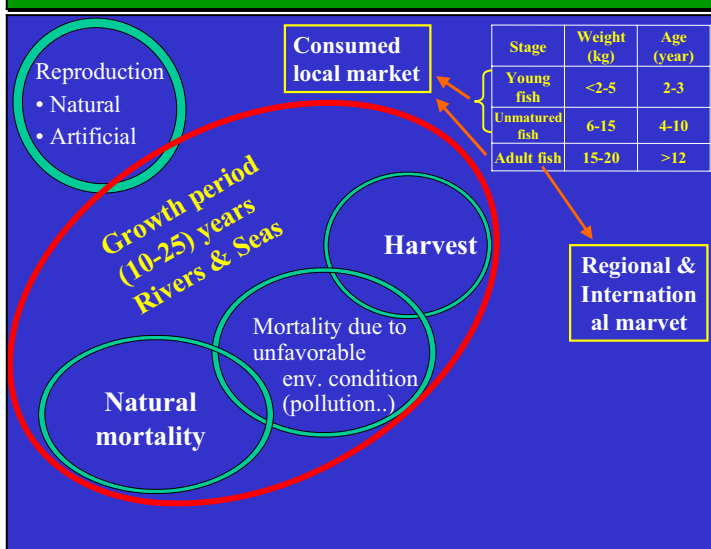 Reproduction
• Natural
• Artificial
Consumed
local market
Stage Weight (kg) Age (year)
Young fish <2-5 2-3
Unmatured fish 6-15 4-10
Adult fish 15-20 >12
Growth period
(10-25) years
Rivers & Seas
Harvest
Regional &
Internation
al marvet
Mortality due to
unfavorable
env. condition
(pollution..)
Natural
mortality